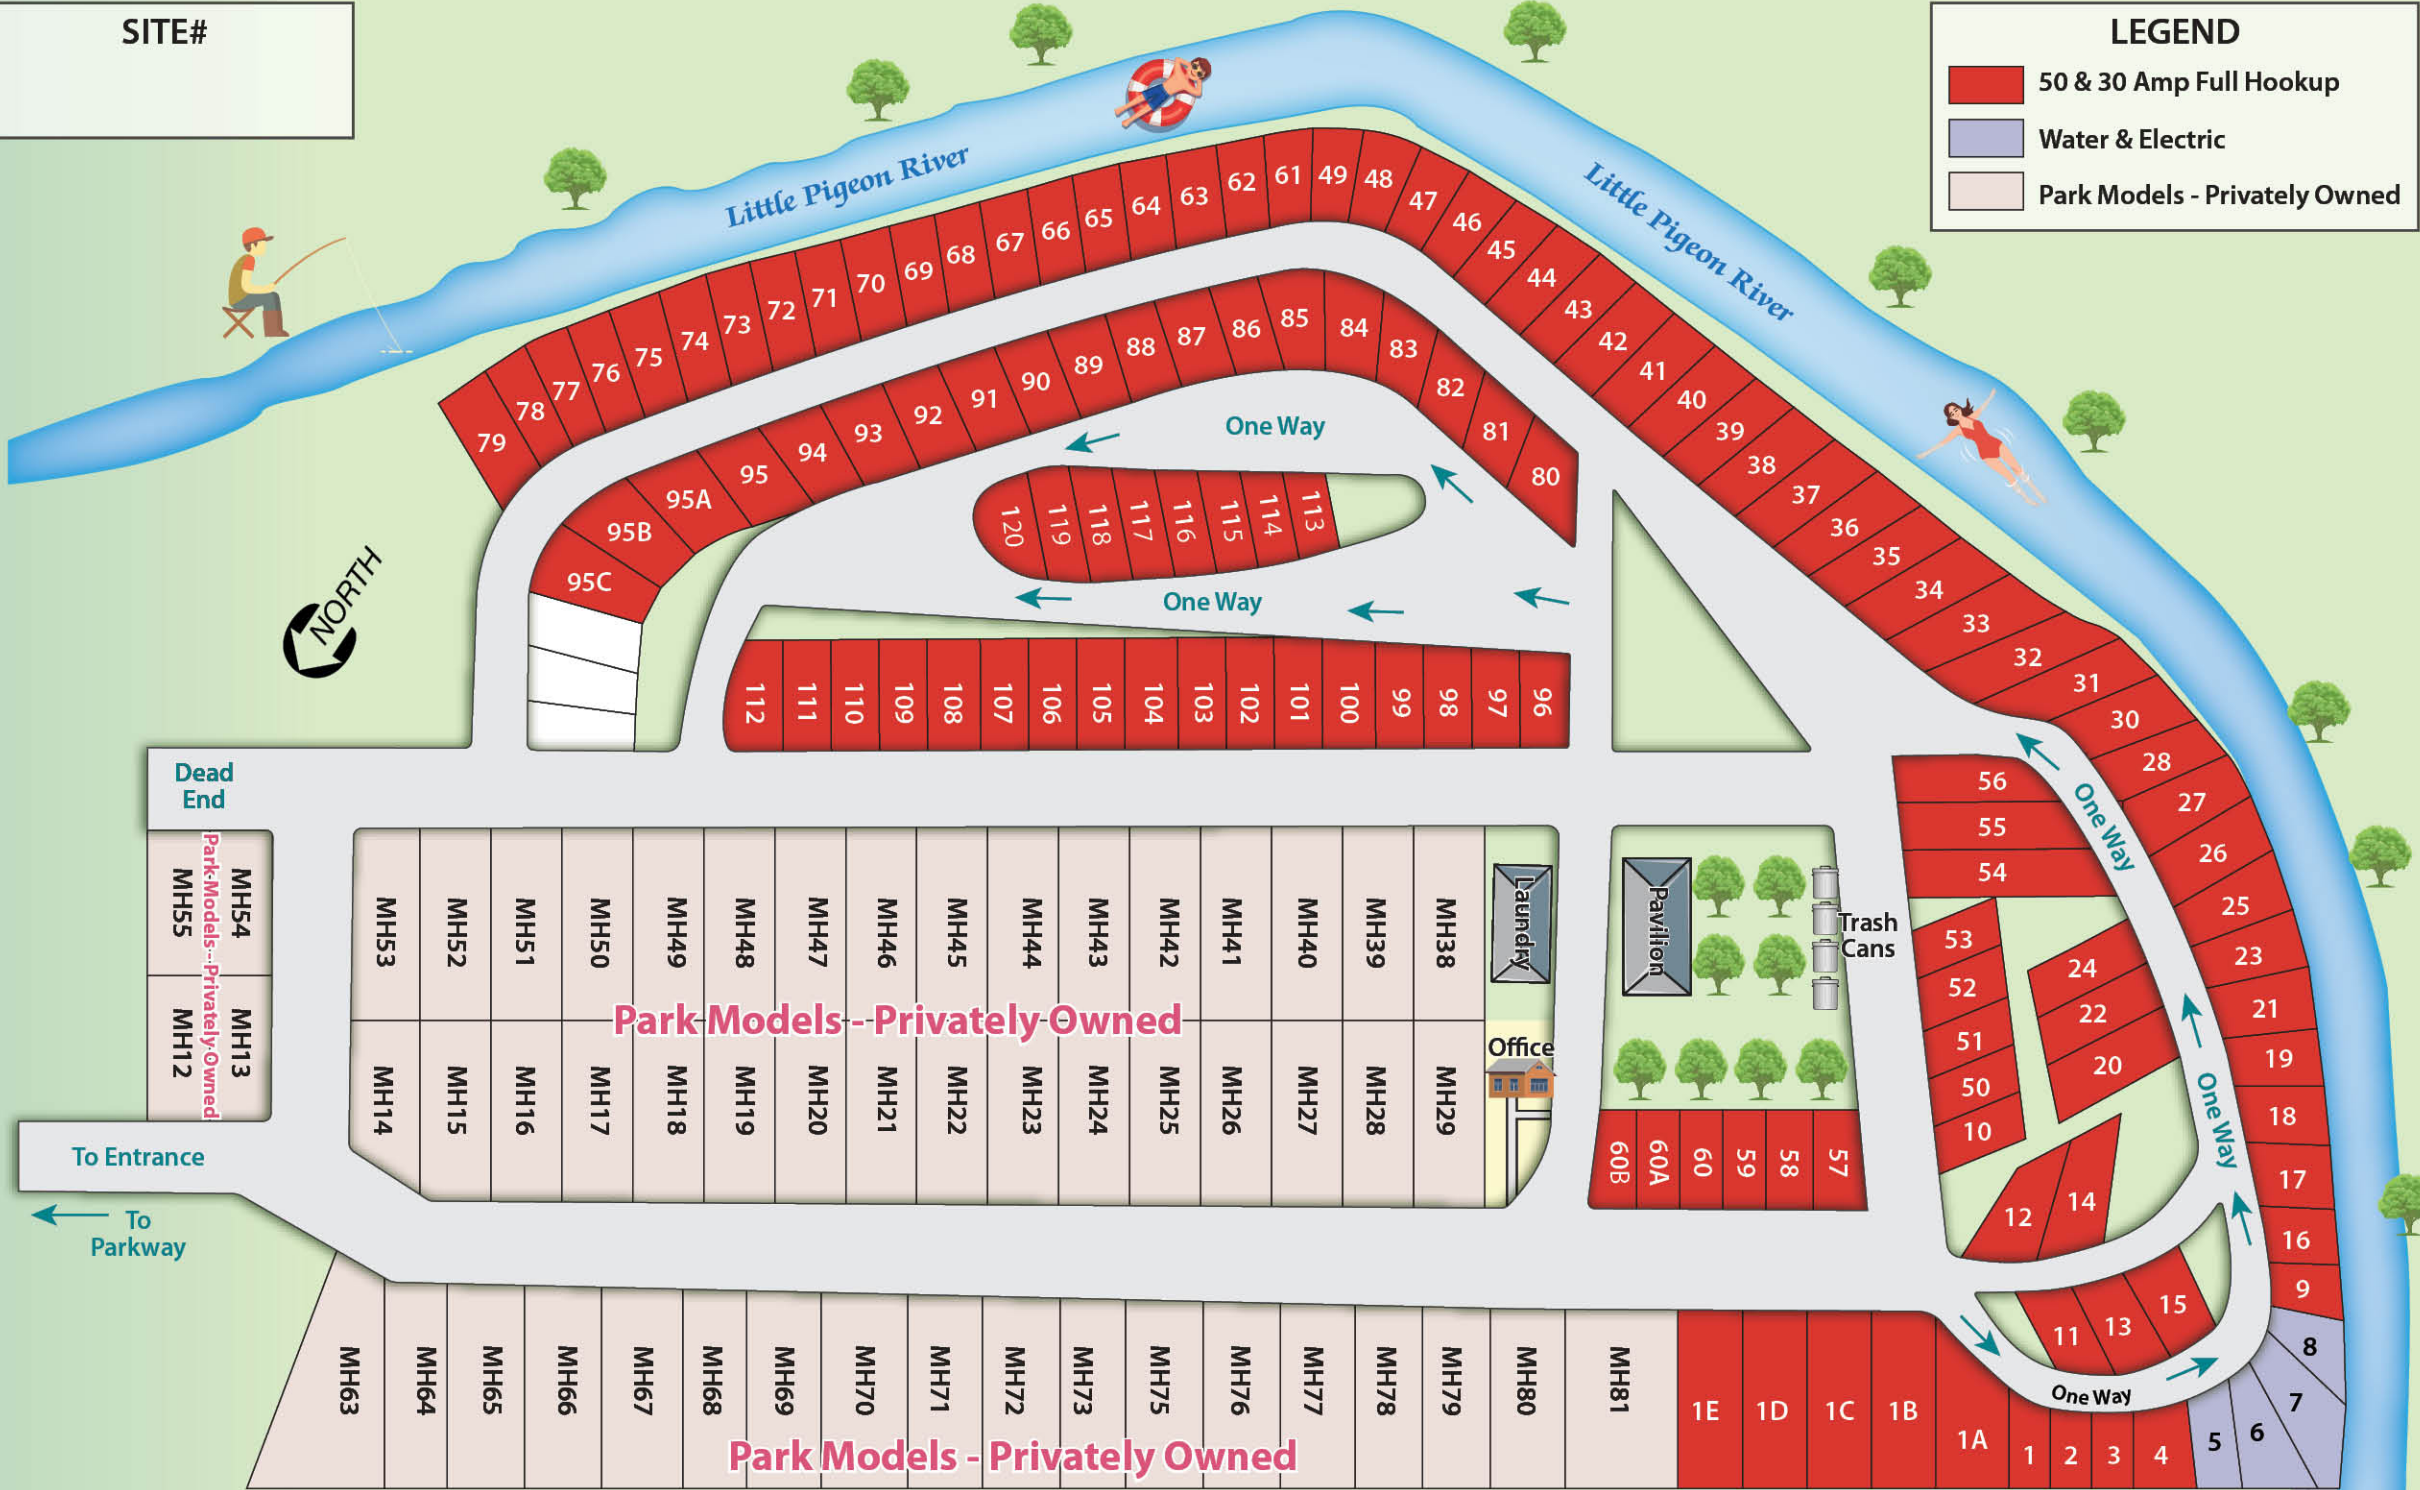 SITE#
LEGEND
50 & 30 Amp Full Hookup
Water & Electric
Park Models - Privately Owned
Little Pigeon River
Little Pigeon River
79
78
77
76
75
74
73
72
71
70
69
68
67
66
65
64
63
62
61
49
48
47
46
45
44
43
42
41
40
39
38
37
36
35
34
33
32
31
30
28
27
26
25
23
21
19
18
17
16
9
8
7
6
5
95C
95B
95A
95
94
93
92
91
90
89
88
87
86
85
84
83
82
81
80
One Way
120
119
118
117
116
115
114
113
One Way
NORTH
112
111
110
109
108
107
106
105
104
103
102
101
100
99
98
97
96
Dead
End
MH55
MH54
MH12
MH13
Park Models - Privately Owned
MH53
MH52
MH51
MH50
MH49
MH48
MH47
MH46
MH45
MH44
MH43
MH42
MH41
MH40
MH39
MH38
Laundry
Park Models - Privately Owned
MH14
MH15
MH16
MH17
MH18
MH19
MH20
MH21
MH22
MH23
MH24
MH25
MH26
MH27
MH28
MH29
Office
Pavilion
Trash
Cans
60B
60A
60
59
58
57
56
55
54
53
52
51
50
10
24
22
20
12
14
11
13
15
One Way
One Way
One Way
To Entrance
To
Parkway
MH63
MH64
MH65
MH66
MH67
MH68
MH69
MH70
MH71
MH72
MH73
MH75
MH76
MH77
MH78
MH79
MH80
MH81
1E
1D
1C
1B
1A
1
2
3
4
Park Models - Privately Owned